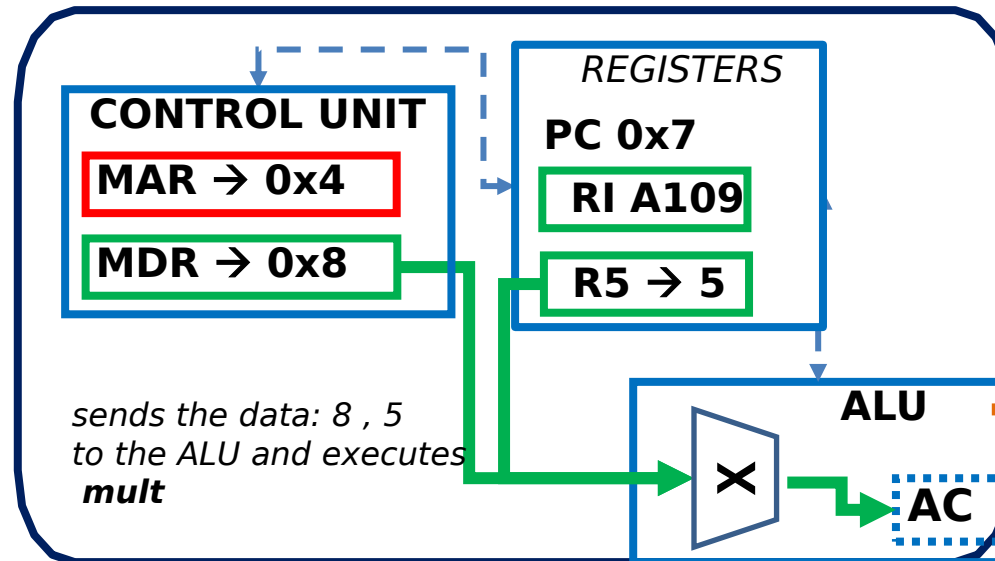 REGISTERS
CONTROL UNIT
PC 0x7
MAR → 0x4
RI A109
MDR → 0x8
R5 → 5
sends the data: 8 , 5
to the ALU and executes
mult
ALU
X
AC